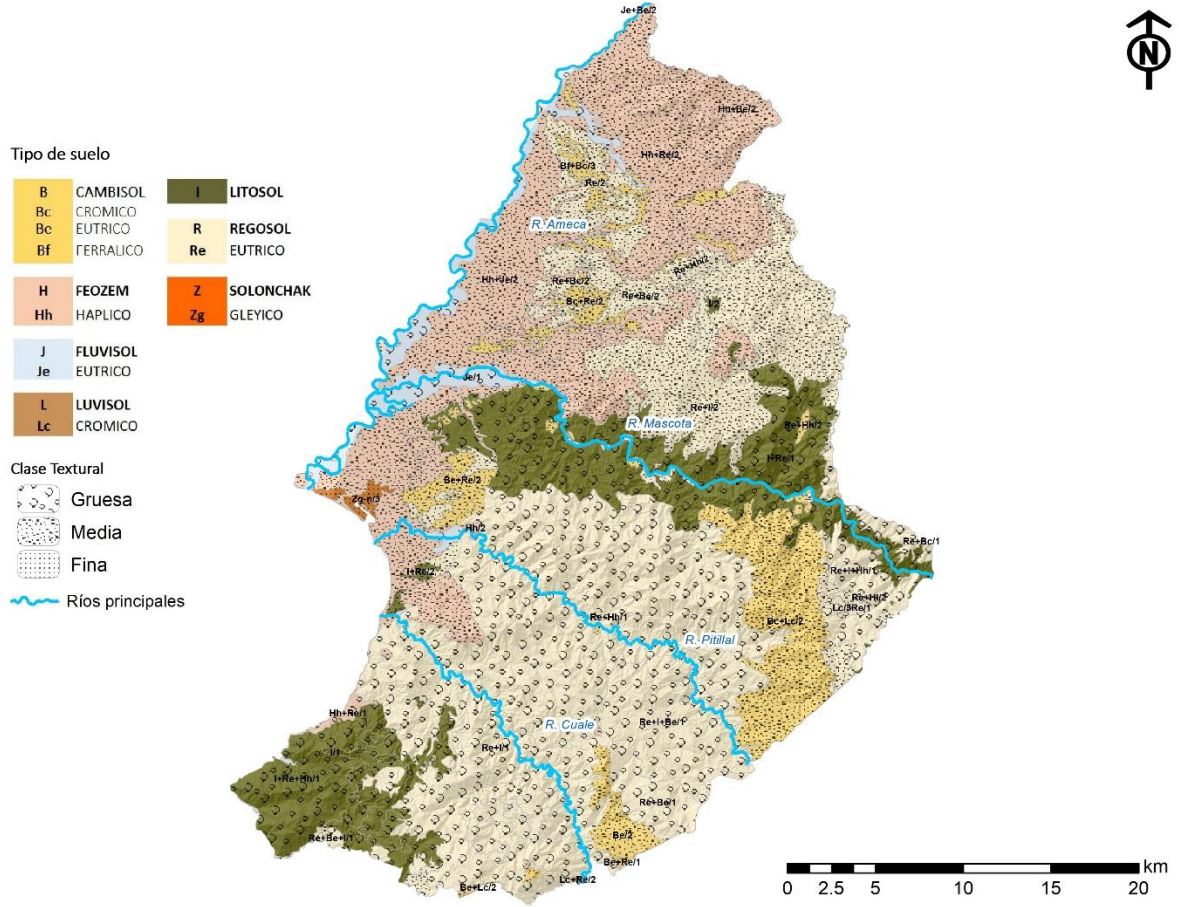 N
Tipo de suelo
B CAMBISOL
Bc CROMICO
Be EUTRICO
Bf FERRALICO
H FEOZEM
Hh HAPLICO
J FLUVISOL
Je EUTRICO
L LUVISOL
Lc CROMICO
I LITOSOL
R REGOSOL
Re EUTRICO
Z SOLONCHAK
Zg GLEYICO
Clase Textural
Gruesa
Media
Fina
Ríos principales
Je+Be/2
Hh+Re/2
Bf+Bc/3
Re/2
R. Ameca
Re+Hh/2
Hh+Je/2
Re+Bc/2
Bc+Re/2
Re+Be/2
I/2
Je/1
Re+I/2
R. Mascota
Be+Hh/2
I+Re/1
Be+Re/2
Zg-n/3
Hh/2
Re+Bc/1
I+Re/2
Re+I+Hh/1
Lc/3Re/1
Re+Hh/1
Bc+Lc/2
R. Pitillal
Hh+Re/1
R. Cuale
Re+I+Be/1
Re+I/1
I/1
I+Re+Hh/1
Re+Be/1
Re+Be+I/1
Be/2
Be+Re/1
Lc+Re/2
Be+Lc/2
km
0 2.5 5 10 15 20